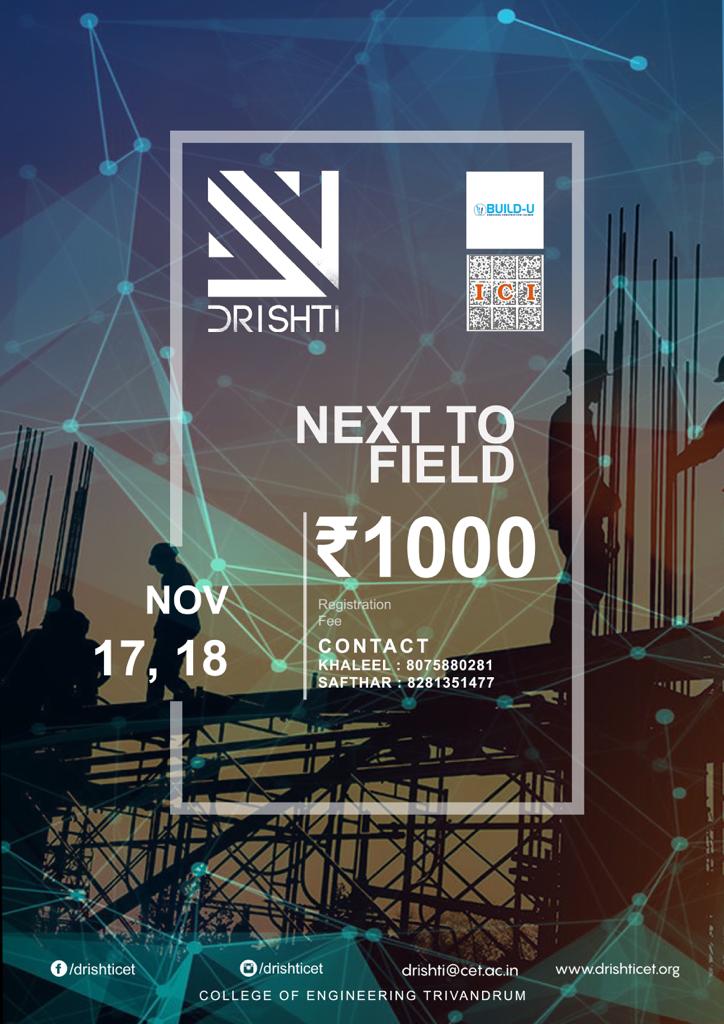 DRISHTI
BUILD-U
I C I
NEXT TO
FIELD
₹1000
Registration
Fee
NOV
17, 18
CONTACT
KHALEEL : 8075880281
SAFTHAR : 8281351477
/drishticet
/drishticet
drishti@cet.ac.in
www.drishticet.org
COLLEGE OF ENGINEERING TRIVANDRUM